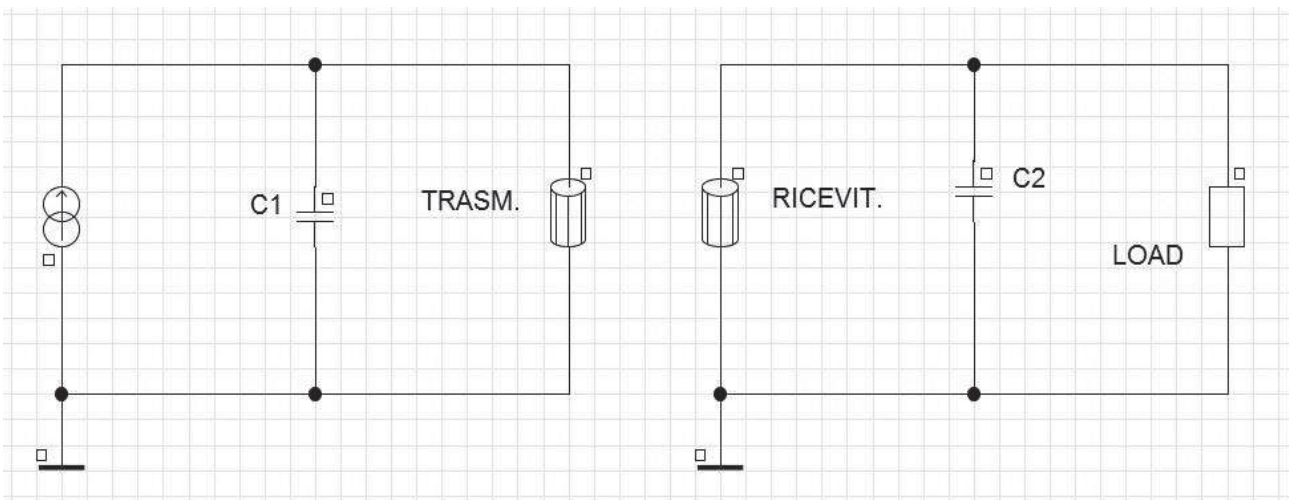 C1
TRASM.
RICEVIT.
C2
LOAD